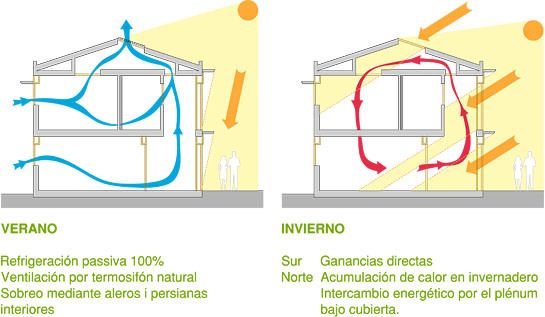 VERANO
Refrigeración passiva 100%
Ventilación por termosifón natural
Sobreo mediante aleros i persianas
interiores
INVIERNO
Sur Ganancias directas
Norte Acumulación de calor en invernadero
Intercambio energético por el plénum
bajo cubierta.